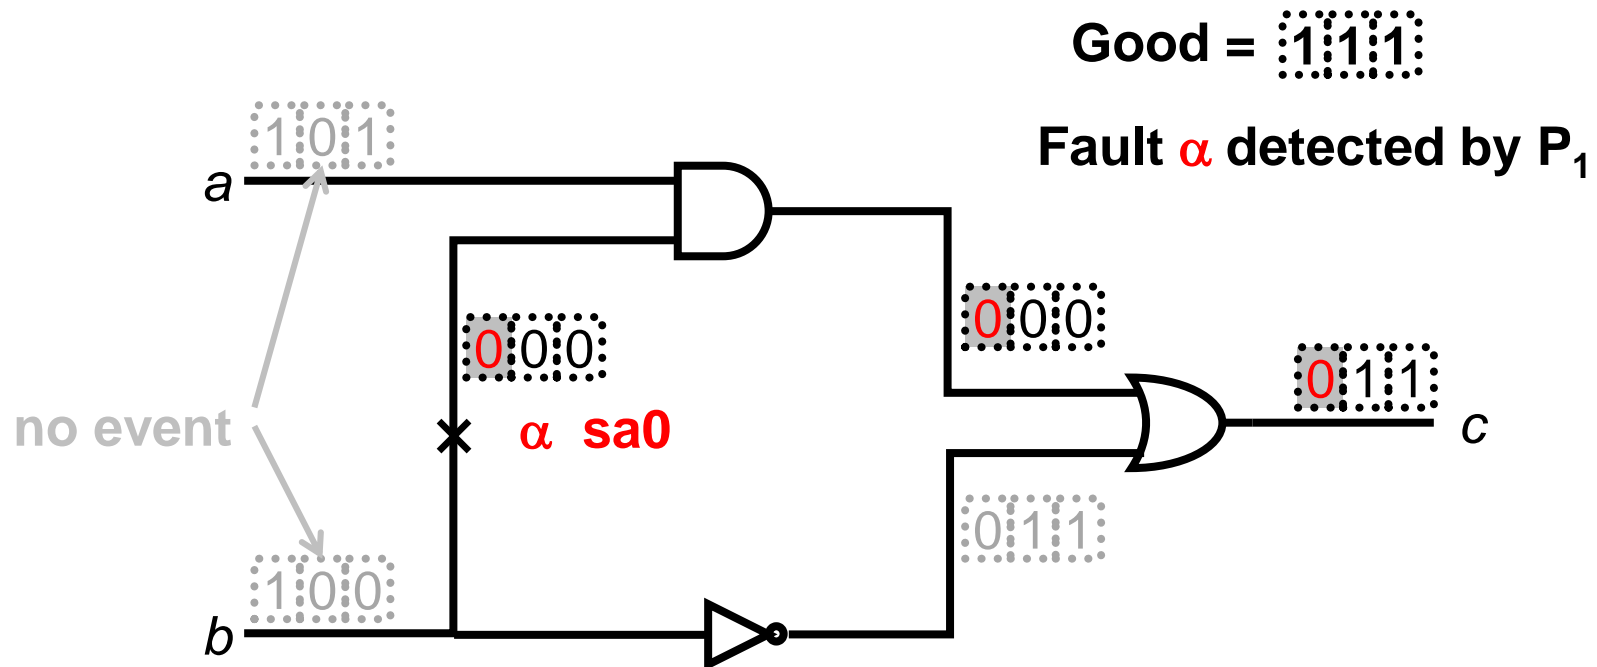 Good = 1 1 1
Fault α detected by P1
1 0 1
a
0 0 0
0 0 0
0 1 1
c
no event
α sa0
0 1 1
1 0 0
b